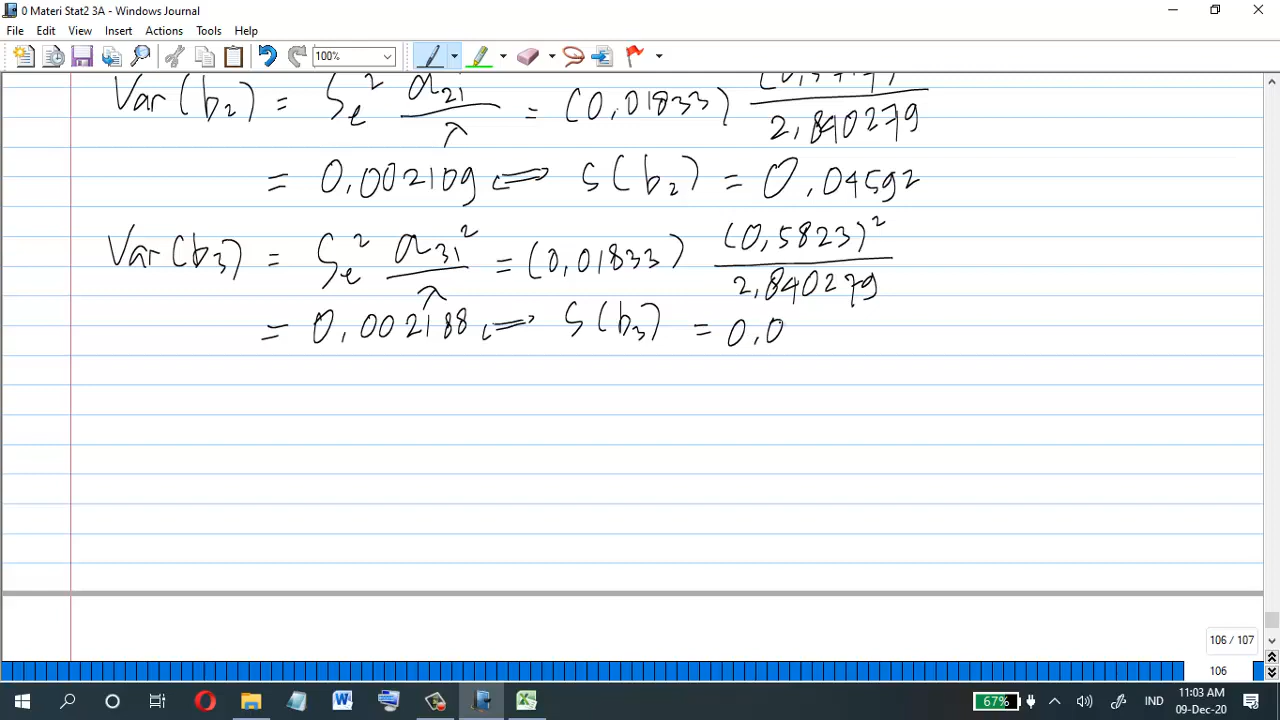 0 Materi Stat2 3A - Windows Journal
File Edit View Insert Actions Tools Help
100%
Var(b₂) = Se² a₂₁ / λ = (0,01833) / 2,840279
= 0,002109 ⟺ S(b₂) = 0,04592
Var(b₃) = Se² a₃₁² / λ = (0,01833) (0,5823)² / 2,840279
= 0,002188 ⟺ S(b₃) = 0,0
106 / 107
106
67%
IND
11:03 AM
09-Dec-20